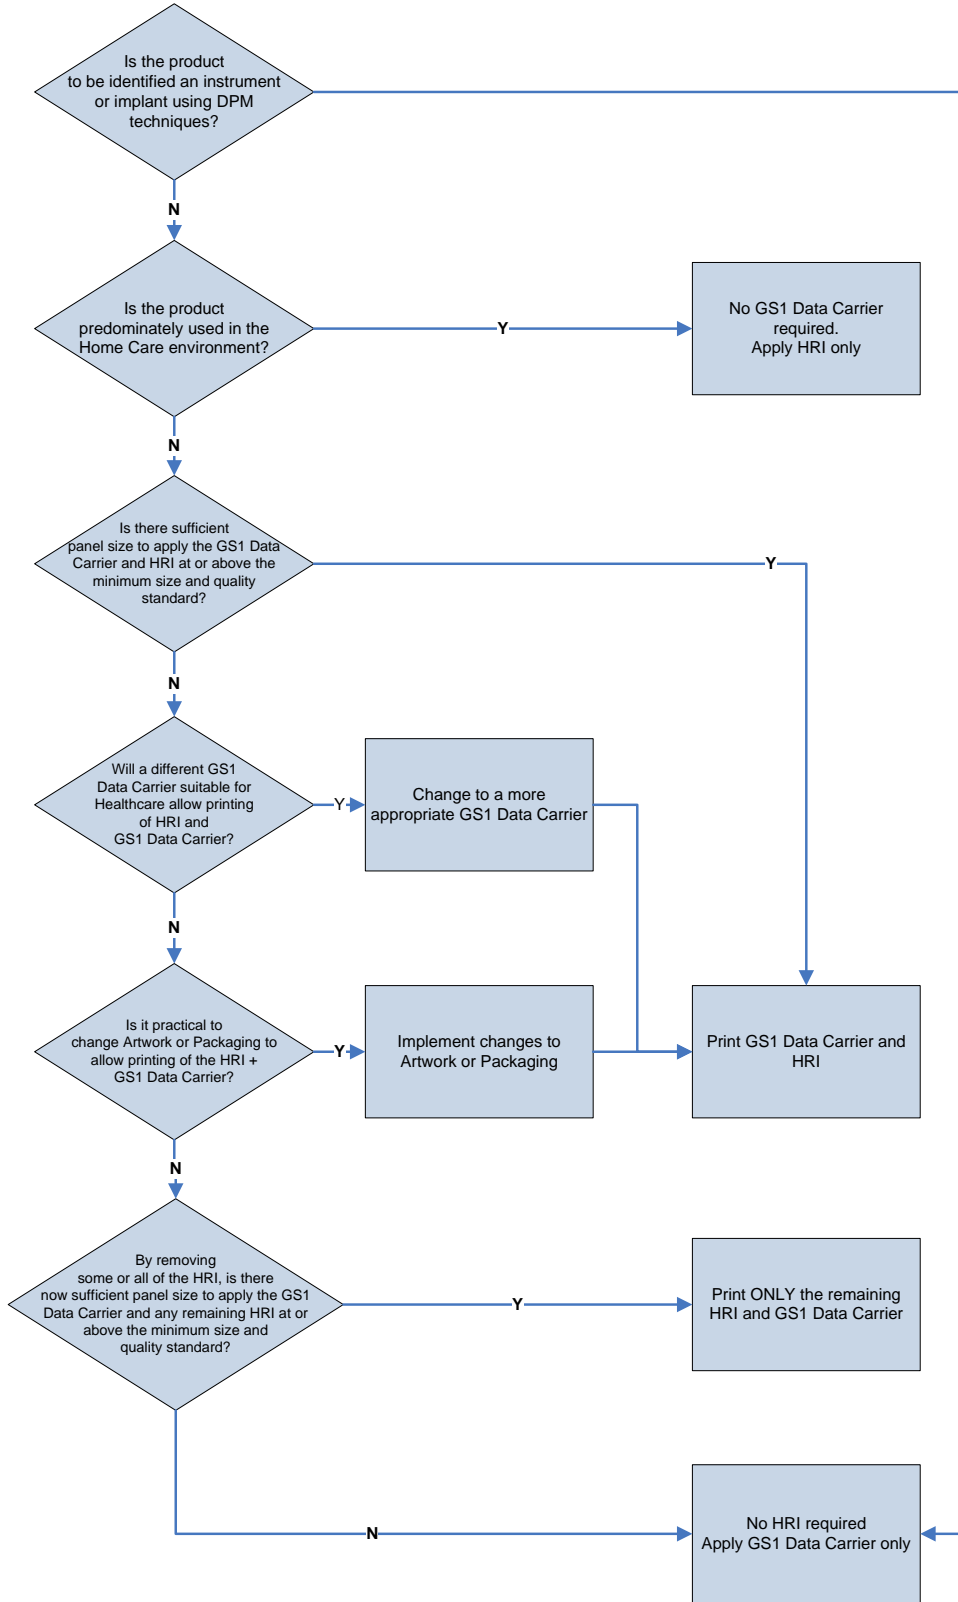 Is the product
to be identified an instrument
or implant using DPM
techniques?
N
Is the product
predominately used in the
Home Care environment?
Y
No GS1 Data Carrier
required.
Apply HRI only
N
Is there sufficient
panel size to apply the GS1 Data
Carrier and HRI at or above the
minimum size and quality
standard?
Y
N
Will a different GS1
Data Carrier suitable for
Healthcare allow printing
of HRI and
GS1 Data Carrier?
Y
Change to a more
appropriate GS1 Data Carrier
N
Is it practical to
change Artwork or Packaging to
allow printing of the HRI +
GS1 Data Carrier?
Y
Implement changes to
Artwork or Packaging
Print GS1 Data Carrier and
HRI
N
By removing
some or all of the HRI, is there
now sufficient panel size to apply the GS1
Data Carrier and any remaining HRI at or
above the minimum size and
quality standard?
Y
Print ONLY the remaining
HRI and GS1 Data Carrier
N
No HRI required
Apply GS1 Data Carrier only